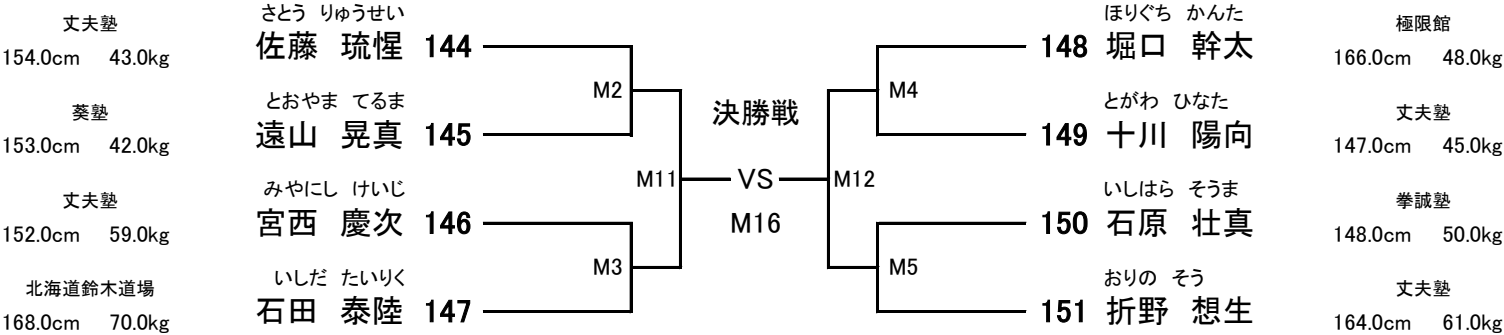 さとう りゅうせい
丈夫塾
佐藤 琉惺 144
154.0cm 43.0kg
M2
とおやま てるま
葵塾
遠山 晃真 145
153.0cm 42.0kg
M11
みやにし けいじ
丈夫塾
宮西 慶次 146
152.0cm 59.0kg
M3
いしだ たいりく
北海道鈴木道場
石田 泰陸 147
168.0cm 70.0kg
決勝戦
VS
M16
ほりぐち かんた
極限館
148 堀口 幹太
166.0cm 48.0kg
M4
とがわ ひなた
丈夫塾
149 十川 陽向
147.0cm 45.0kg
M12
いしはら そうま
拳誠塾
150 石原 壮真
148.0cm 50.0kg
M5
おりの そう
丈夫塾
151 折野 想生
164.0cm 61.0kg